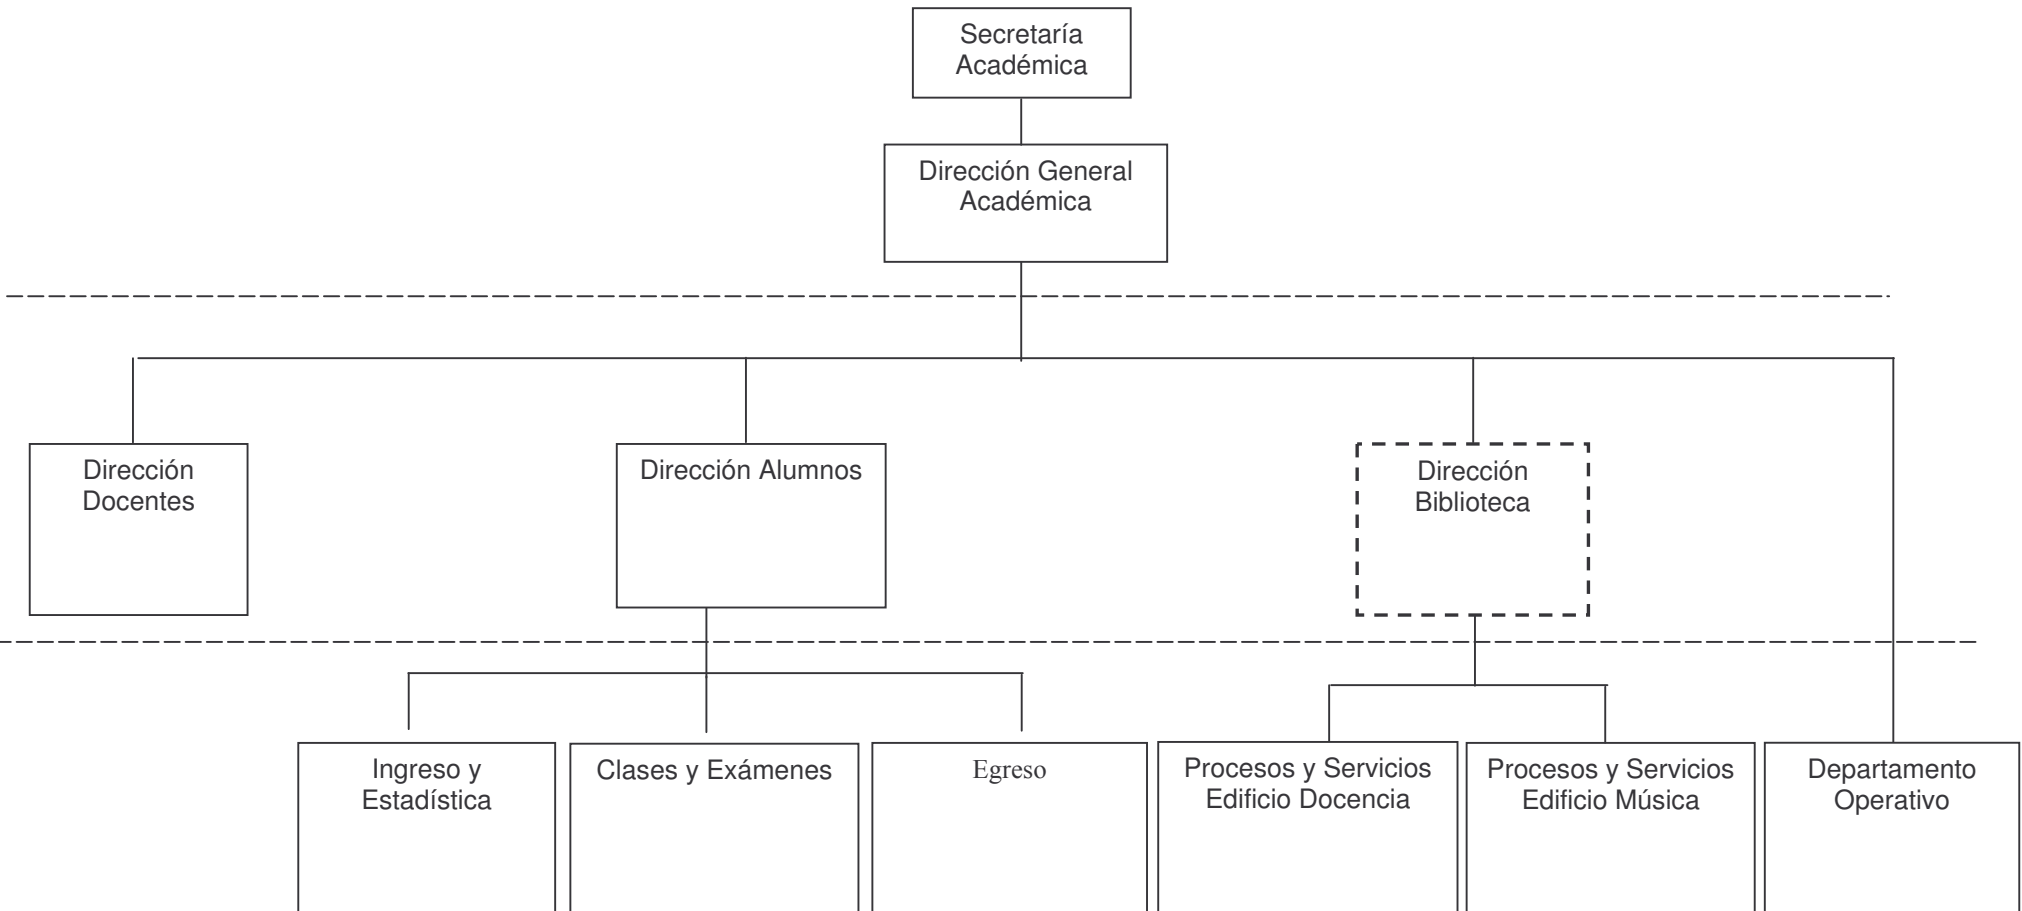 Secretaría
Académica
Dirección General
Académica
Dirección
Docentes
Dirección Alumnos
Dirección
Biblioteca
Ingreso y
Estadística
Clases y Exámenes
Egreso
Procesos y Servicios
Edificio Docencia
Procesos y Servicios
Edificio Música
Departamento
Operativo